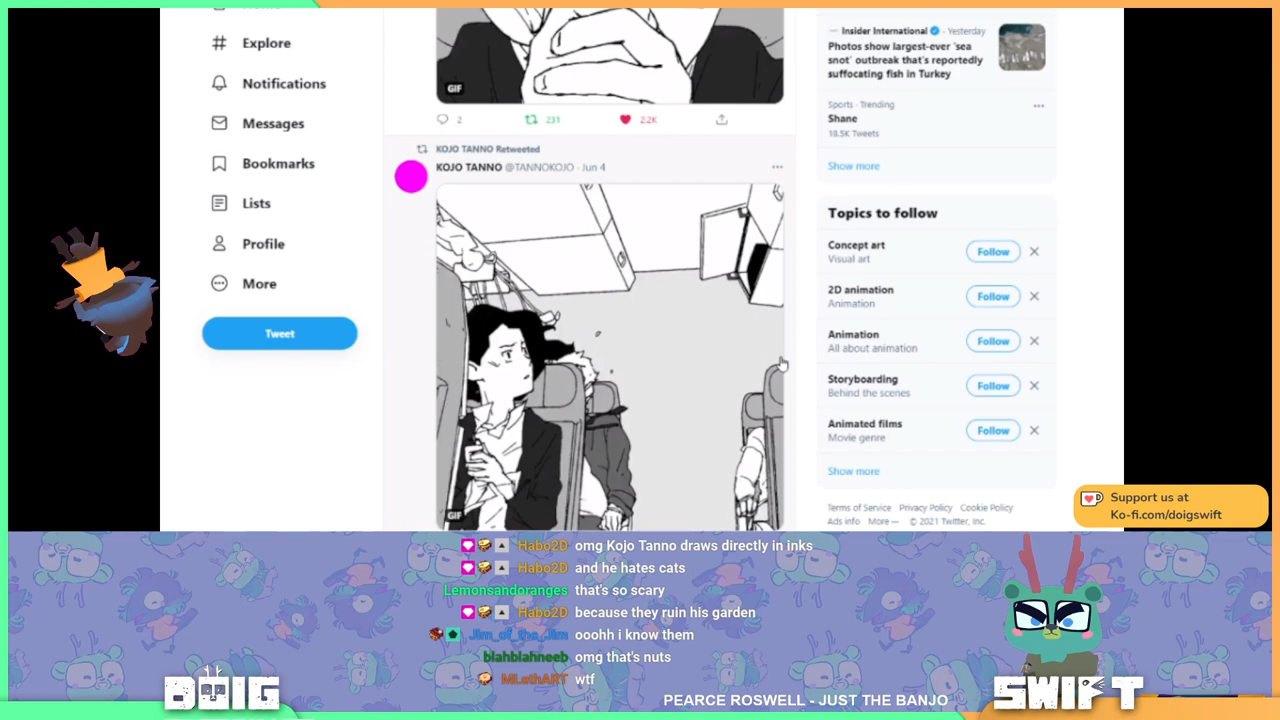 Explore
Notifications
Messages
Bookmarks
Lists
Profile
More
Tweet
GIF
2
231
2.2K
KOJO TANNO Retweeted
KOJO TANNO @TANNOKOJO · Jun 4
GIF
Insider International · Yesterday
Photos show largest-ever 'sea
snot' outbreak that's reportedly
suffocating fish in Turkey
Sports · Trending
Shane
18.5K Tweets
Show more
Topics to follow
Concept art
Visual art
Follow
2D animation
Animation
Follow
Animation
All about animation
Follow
Storyboarding
Behind the scenes
Follow
Animated films
Movie genre
Follow
Show more
Terms of Service Privacy Policy Cookie Policy
Ads info More © 2021 Twitter, Inc.
Support us at
Ko-fi.com/doigswift
Habo2D omg Kojo Tanno draws directly in inks
Habo2D and he hates cats
Lemonsandoranges that's so scary
Habo2D because they ruin his garden
Jim_of_the_Jim ooohh i know them
blahblahneeb omg that's nuts
MLethART wtf
DOIG
SWIFT
PEARCE ROSWELL - JUST THE BANJO